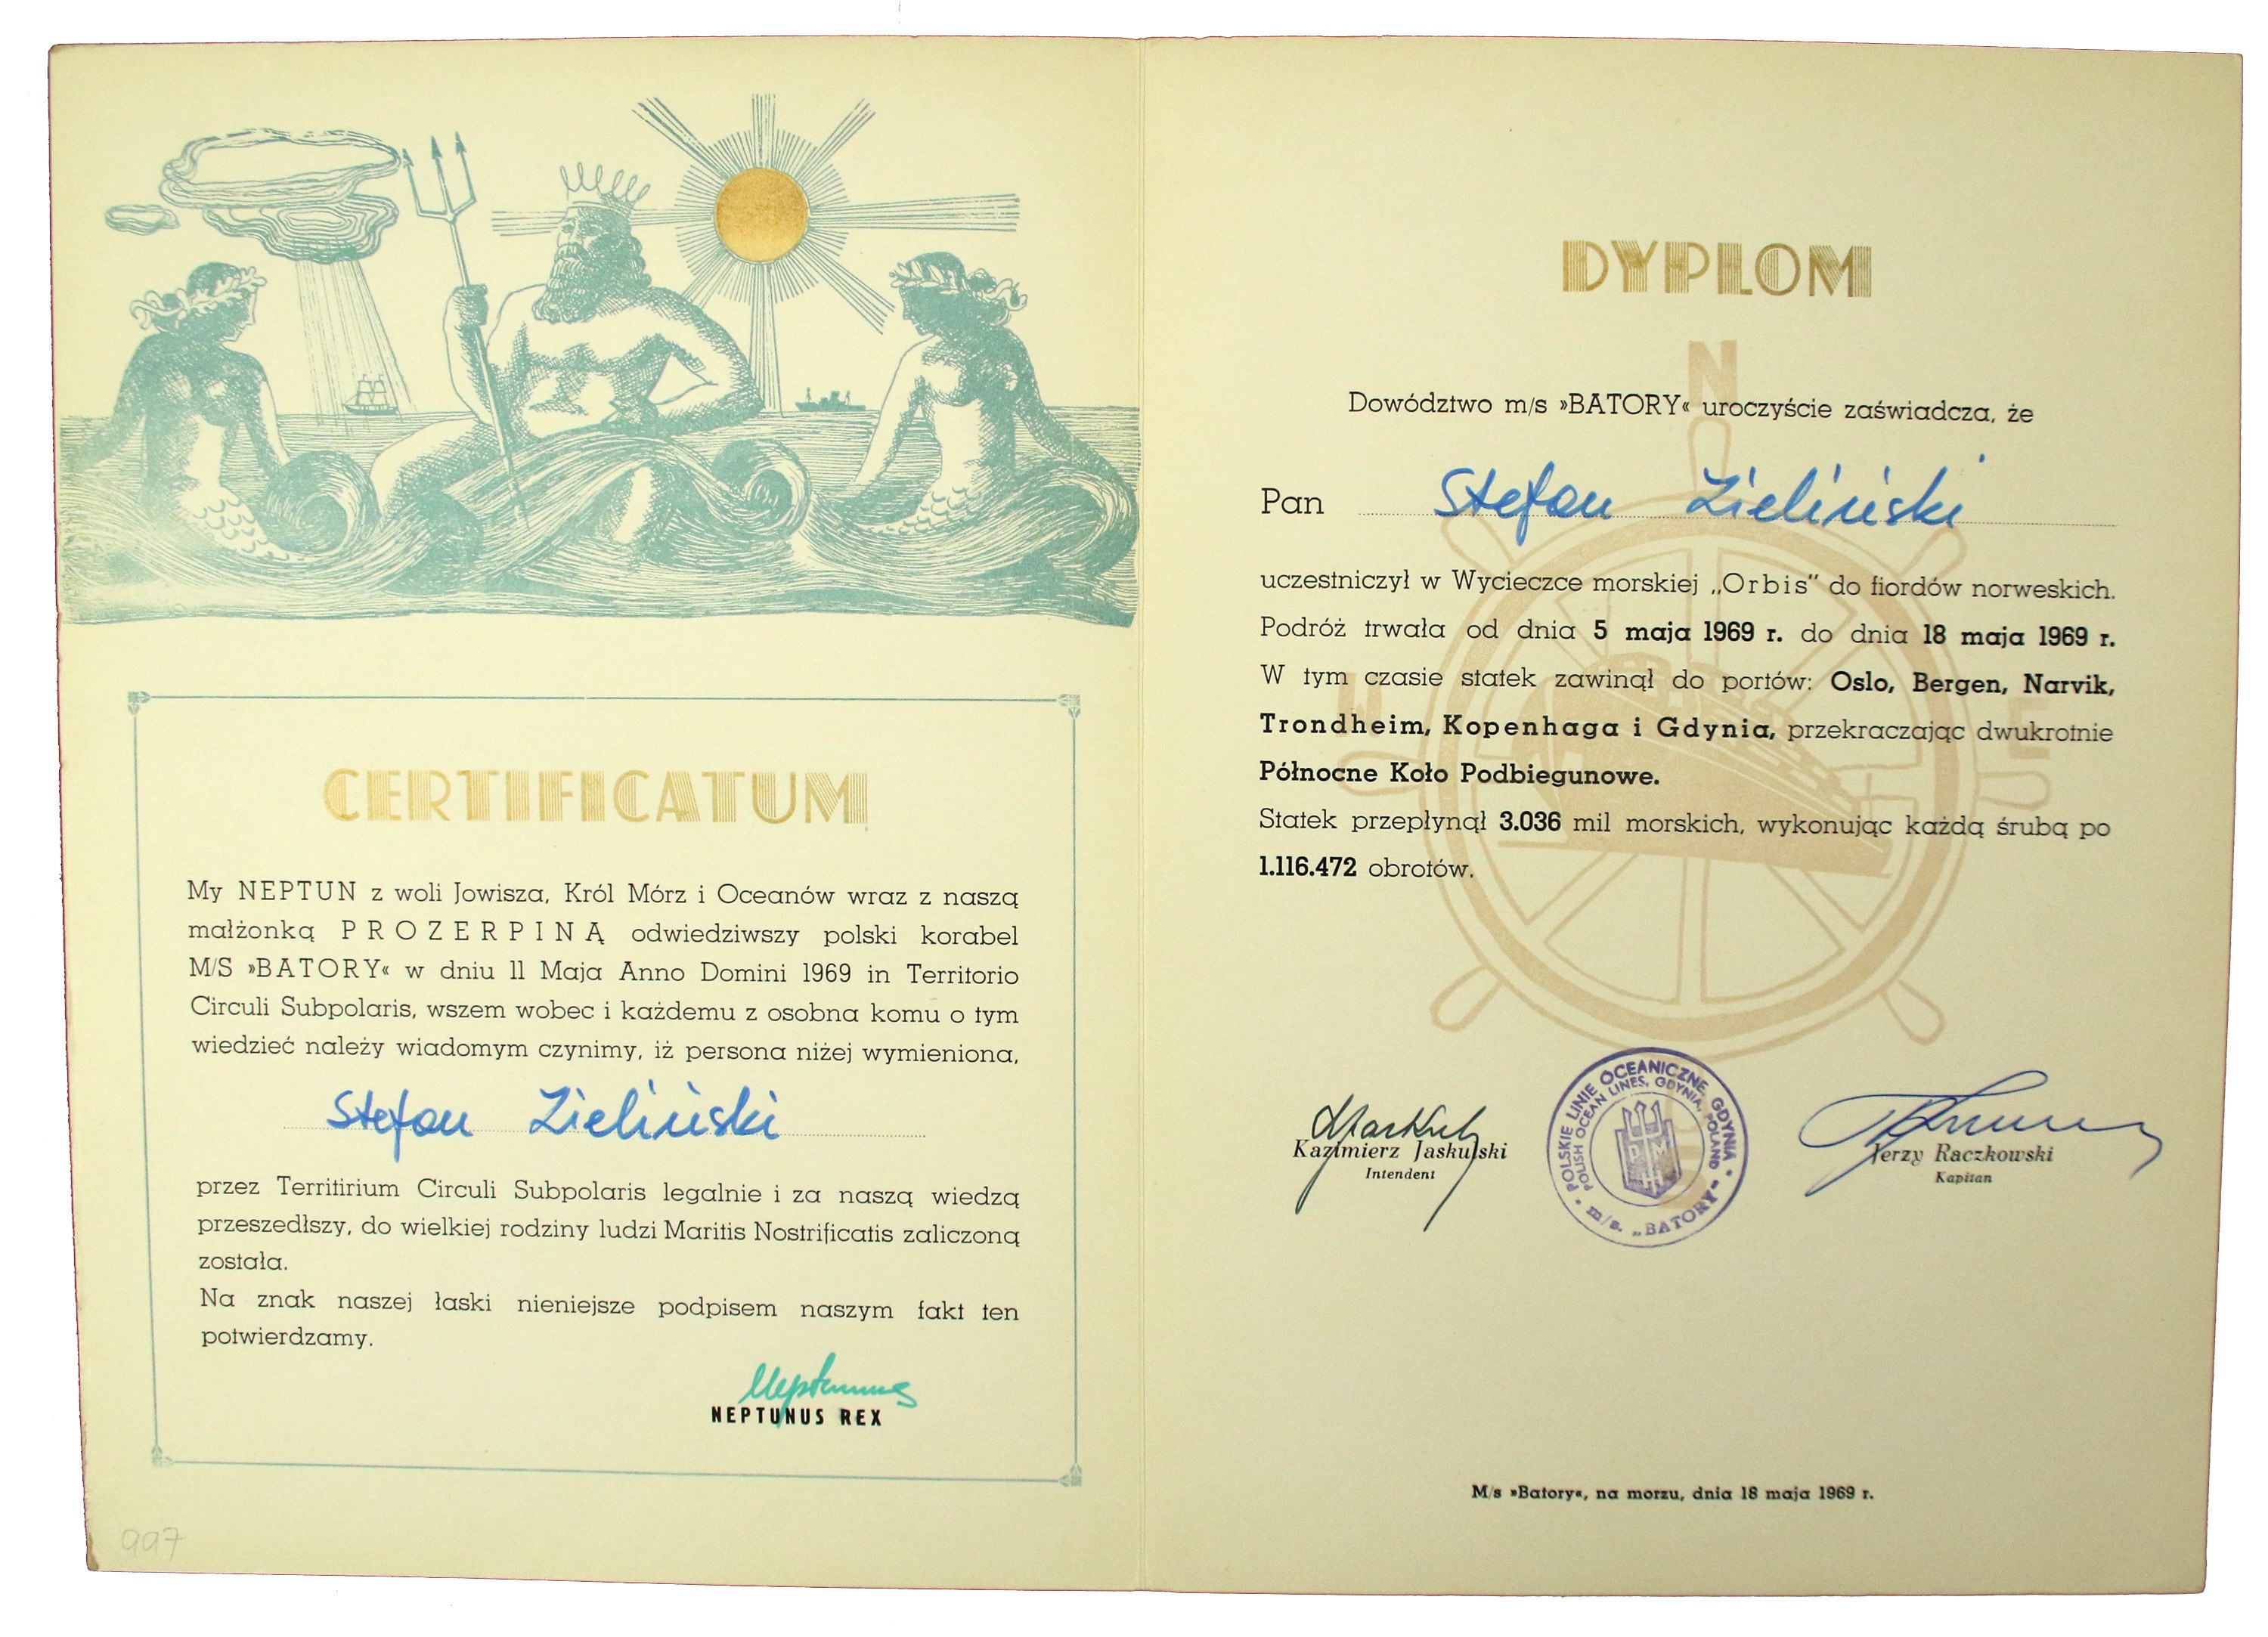 CERTIFICATUM
My NEPTUN z woli Jowisza, Król Mórz i Oceanów wraz z naszą
małżonką PROZERPINĄ odwiedziwszy polski korabel
M/S »BATORY« w dniu 11 Maja Anno Domini 1969 in Territorio
Circuli Subpolaris, wszem wobec i każdemu z osobna komu o tym
wiedzieć należy wiadomym czynimy, iż persona niżej wymieniona,
Stefan Zieliński
przez Territirium Circuli Subpolaris legalnie i za naszą wiedzą
przeszedłszy, do wielkiej rodziny ludzi Maritis Nostrificatis zaliczoną
została.
Na znak naszej łaski nieniejsze podpisem naszym fakt ten
potwierdzamy.
Neptunus
NEPTUNUS REX
997
DYPLOM
N
Dowództwo m/s »BATORY« uroczyście zaświadcza, że
Pan Stefan Zieliński
uczestniczył w Wycieczce morskiej „Orbis" do fiordów norweskich.
Podróż trwała od dnia 5 maja 1969 r. do dnia 18 maja 1969 r.
W tym czasie statek zawinął do portów: Oslo, Bergen, Narvik,
Trondheim, Kopenhaga i Gdynia, przekraczając dwukrotnie
Północne Koło Podbiegunowe.
Statek przepłynął 3.036 mil morskich, wykonując każdą śrubą po
1.116.472 obrotów.
E
Kazimierz Jaskulski
Intendent
POLSKIE LINIE OCEANICZNE, GDYNIA
POLISH OCEAN LINES, GDYNIA, POLAND
m/s. „BATORY"
Jerzy Raczkowski
Kapitan
M/s »Batory«, na morzu, dnia 18 maja 1969 r.